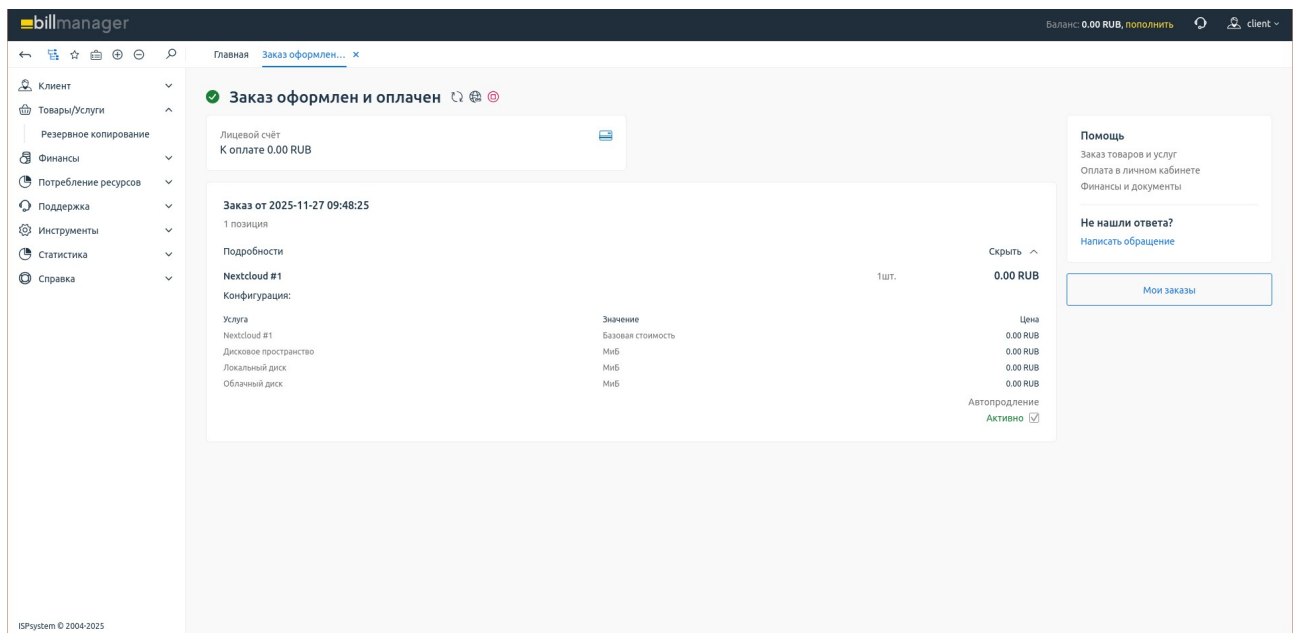 billmanager
Баланс: 0.00 RUB, пополнить
client
Главная
Заказ оформлен...
Клиент
Товары/Услуги
Резервное копирование
Финансы
Потребление ресурсов
Поддержка
Инструменты
Статистика
Справка
Заказ оформлен и оплачен
Лицевой счёт
К оплате 0.00 RUB
Заказ от 2025-11-27 09:48:25
1 позиция
Подробности Скрыть
Nextcloud #1 1шт. 0.00 RUB
Конфигурация:
Услуга Значение Цена
Nextcloud #1 Базовая стоимость 0.00 RUB
Дисковое пространство МиБ 0.00 RUB
Локальный диск МиБ 0.00 RUB
Облачный диск МиБ 0.00 RUB
Автопродление
Активно
Помощь
Заказ товаров и услуг
Оплата в личном кабинете
Финансы и документы
Не нашли ответа?
Написать обращение
Мои заказы
ISPsystem © 2004-2025